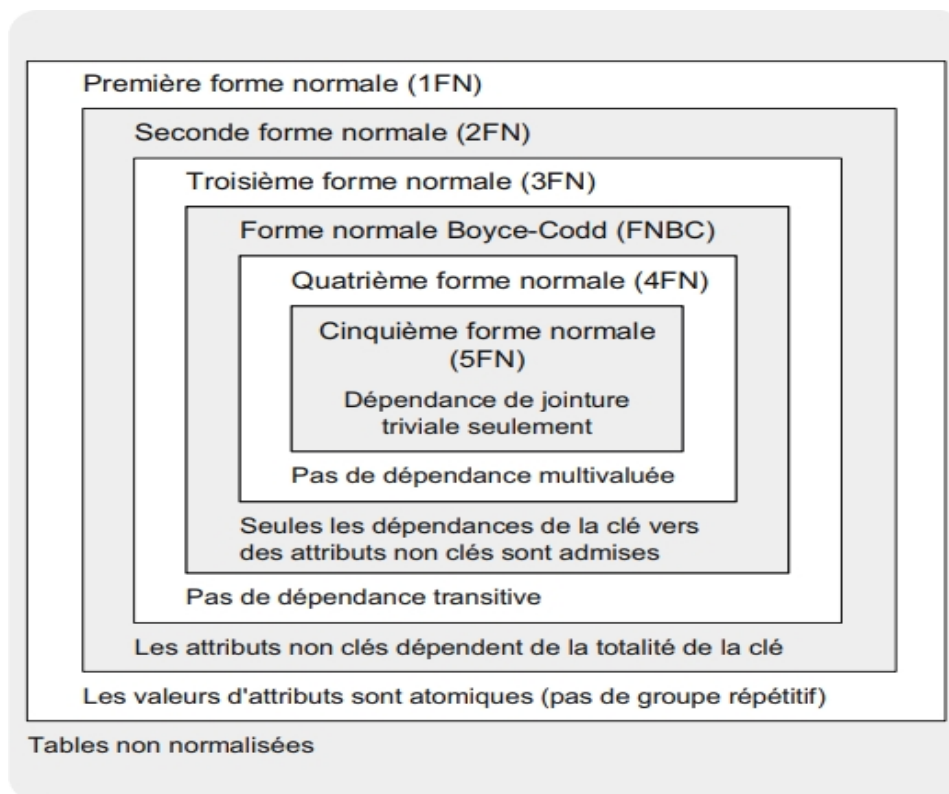 Première forme normale (1FN)
Seconde forme normale (2FN)
Troisième forme normale (3FN)
Forme normale Boyce-Codd (FNBC)
Quatrième forme normale (4FN)
Cinquième forme normale
(5FN)
Dépendance de jointure
triviale seulement
Pas de dépendance multivaluée
Seules les dépendances de la clé vers
des attributs non clés sont admises
Pas de dépendance transitive
Les attributs non clés dépendent de la totalité de la clé
Les valeurs d'attributs sont atomiques (pas de groupe répétitif)
Tables non normalisées